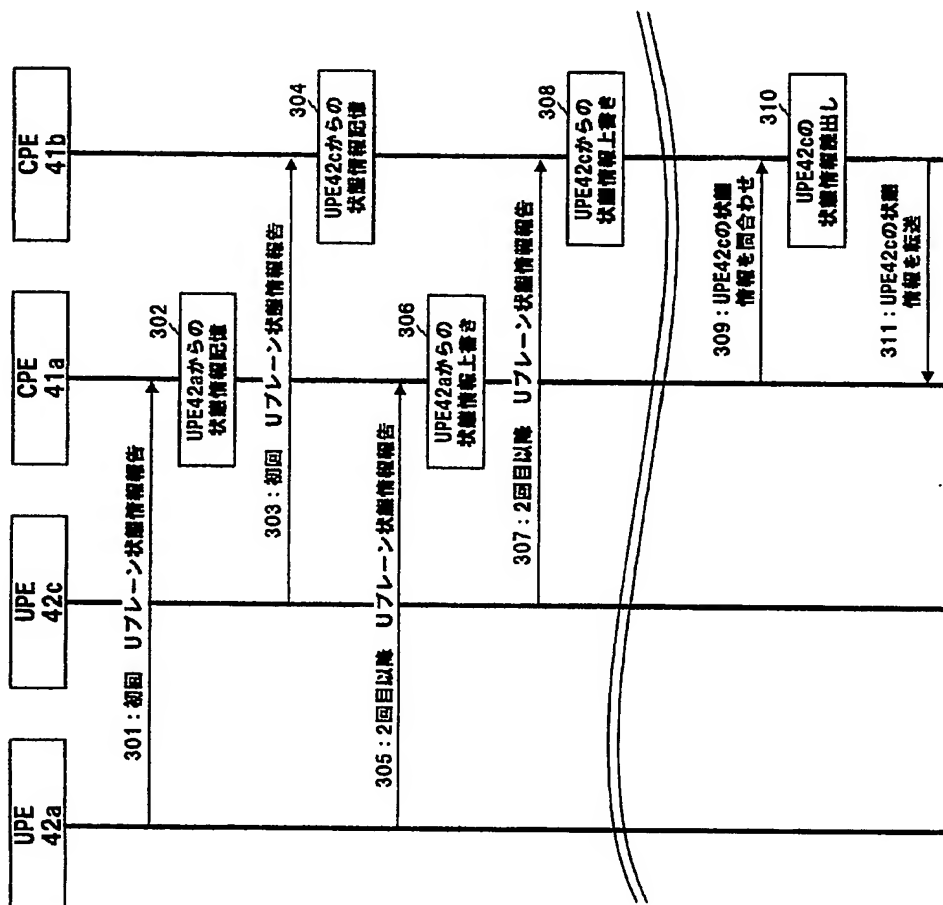 UPE
42a
UPE
42c
CPE
41a
CPE
41b
301：初回 Uプレーン状態情報報告
302
UPE42aからの
状態情報記憶
303：初回 Uプレーン状態情報報告
304
UPE42cからの
状態情報記憶
305：2回目以降 Uプレーン状態情報報告
306
UPE42aからの
状態情報上書き
307：2回目以降 Uプレーン状態情報報告
308
UPE42cからの
状態情報上書き
309：UPE42cの状態
情報を問合わせ
310
UPE42cの
状態情報読出し
311：UPE42cの状態
情報を転送